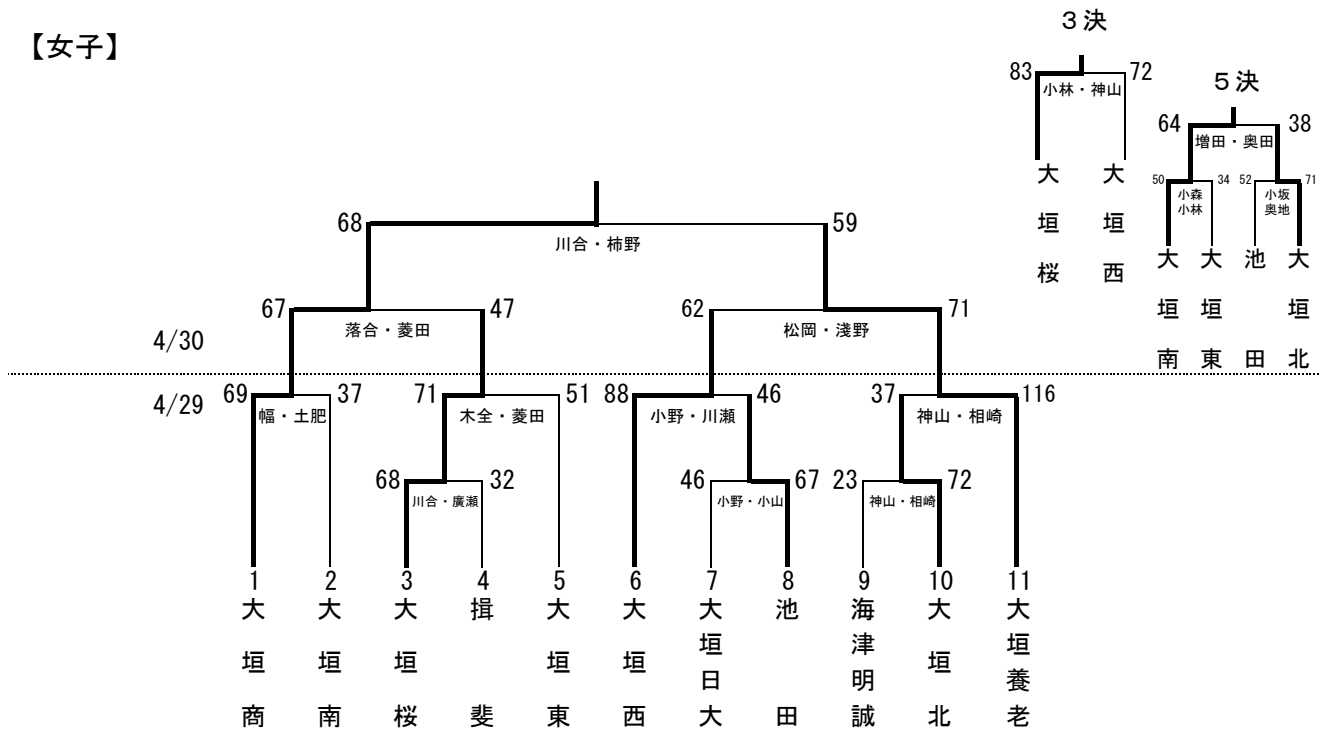 【女子】
3決
83 72
小林・神山
大垣桜 大垣西
5決
64 38
増田・奥田
50 34 52 71
小森 小坂
小林 奥地
大垣南 大垣東 池田 大垣北
68 59
川合・柿野
67 47 62 71
落合・菱田 松岡・淺野
4/30
4/29
69 37 71 51 88 46 37 116
幅・土肥 木全・菱田 小野・川瀬 神山・相崎
68 32 46 67 23 72
川合・廣瀬 小野・小山 神山・相崎
1 2 3 4 5 6 7 8 9 10 11
大垣商 大垣南 大垣桜 揖斐 大垣東 大垣西 大垣日大 池田 海津明誠 大垣北 大垣養老